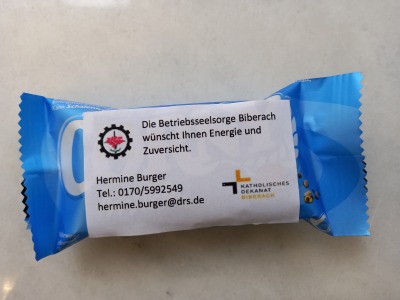 Die Betriebsseelsorge Biberach
wünscht Ihnen Energie und
Zuversicht.
Hermine Burger
Tel.: 0170/5992549
hermine.burger@drs.de
KATHOLISCHES
DEKANAT
BIBERACH